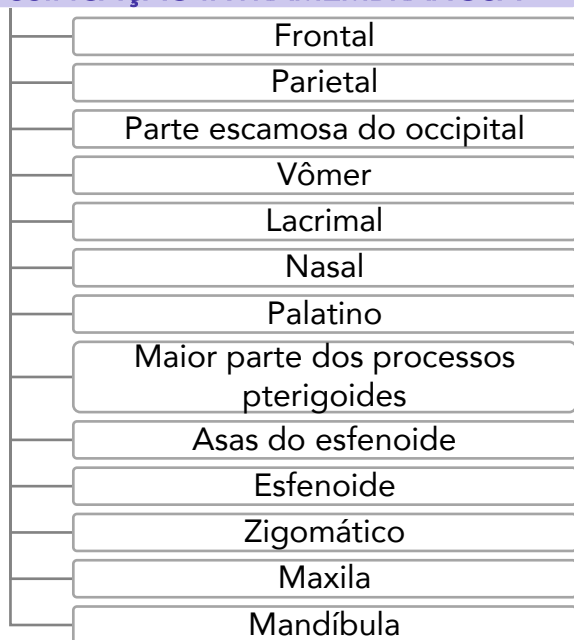 Frontal
Parietal
Parte escamosa do occipital
Vômer
Lacrimal
Nasal
Palatino
Maior parte dos processos
pterigoides
Asas do esfenoide
Esfenoide
Zigomático
Maxila
Mandíbula